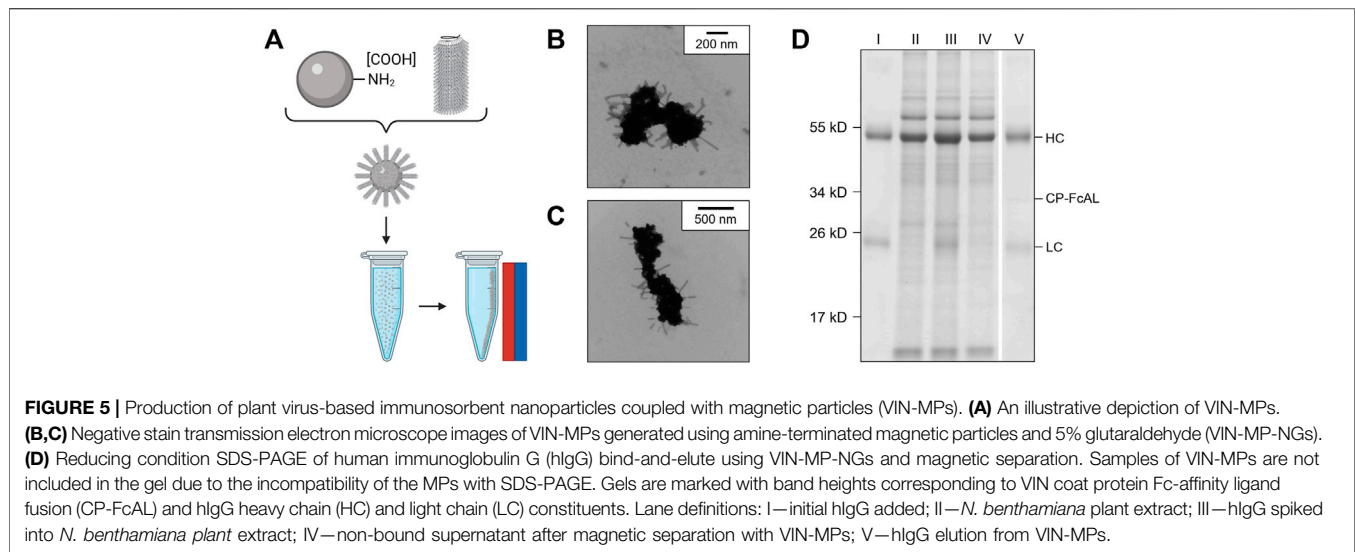 A
[COOH]
NH₂
B
200 nm
C
500 nm
D
I II III IV V
55 kD
34 kD
26 kD
17 kD
HC
CP-FcAL
LC
FIGURE 5 | Production of plant virus-based immunosorbent nanoparticles coupled with magnetic particles (VIN-MPs). (A) An illustrative depiction of VIN-MPs.
(B,C) Negative stain transmission electron microscope images of VIN-MPs generated using amine-terminated magnetic particles and 5% glutaraldehyde (VIN-MP-NGs).
(D) Reducing condition SDS-PAGE of human immunoglobulin G (hIgG) bind-and-elute using VIN-MP-NGs and magnetic separation. Samples of VIN-MPs are not
included in the gel due to the incompatibility of the MPs with SDS-PAGE. Gels are marked with band heights corresponding to VIN coat protein Fc-affinity ligand
fusion (CP-FcAL) and hIgG heavy chain (HC) and light chain (LC) constituents. Lane definitions: I—initial hIgG added; II—N. benthamiana plant extract; III—hIgG spiked
into N. benthamiana plant extract; IV—non-bound supernatant after magnetic separation with VIN-MPs; V—hIgG elution from VIN-MPs.